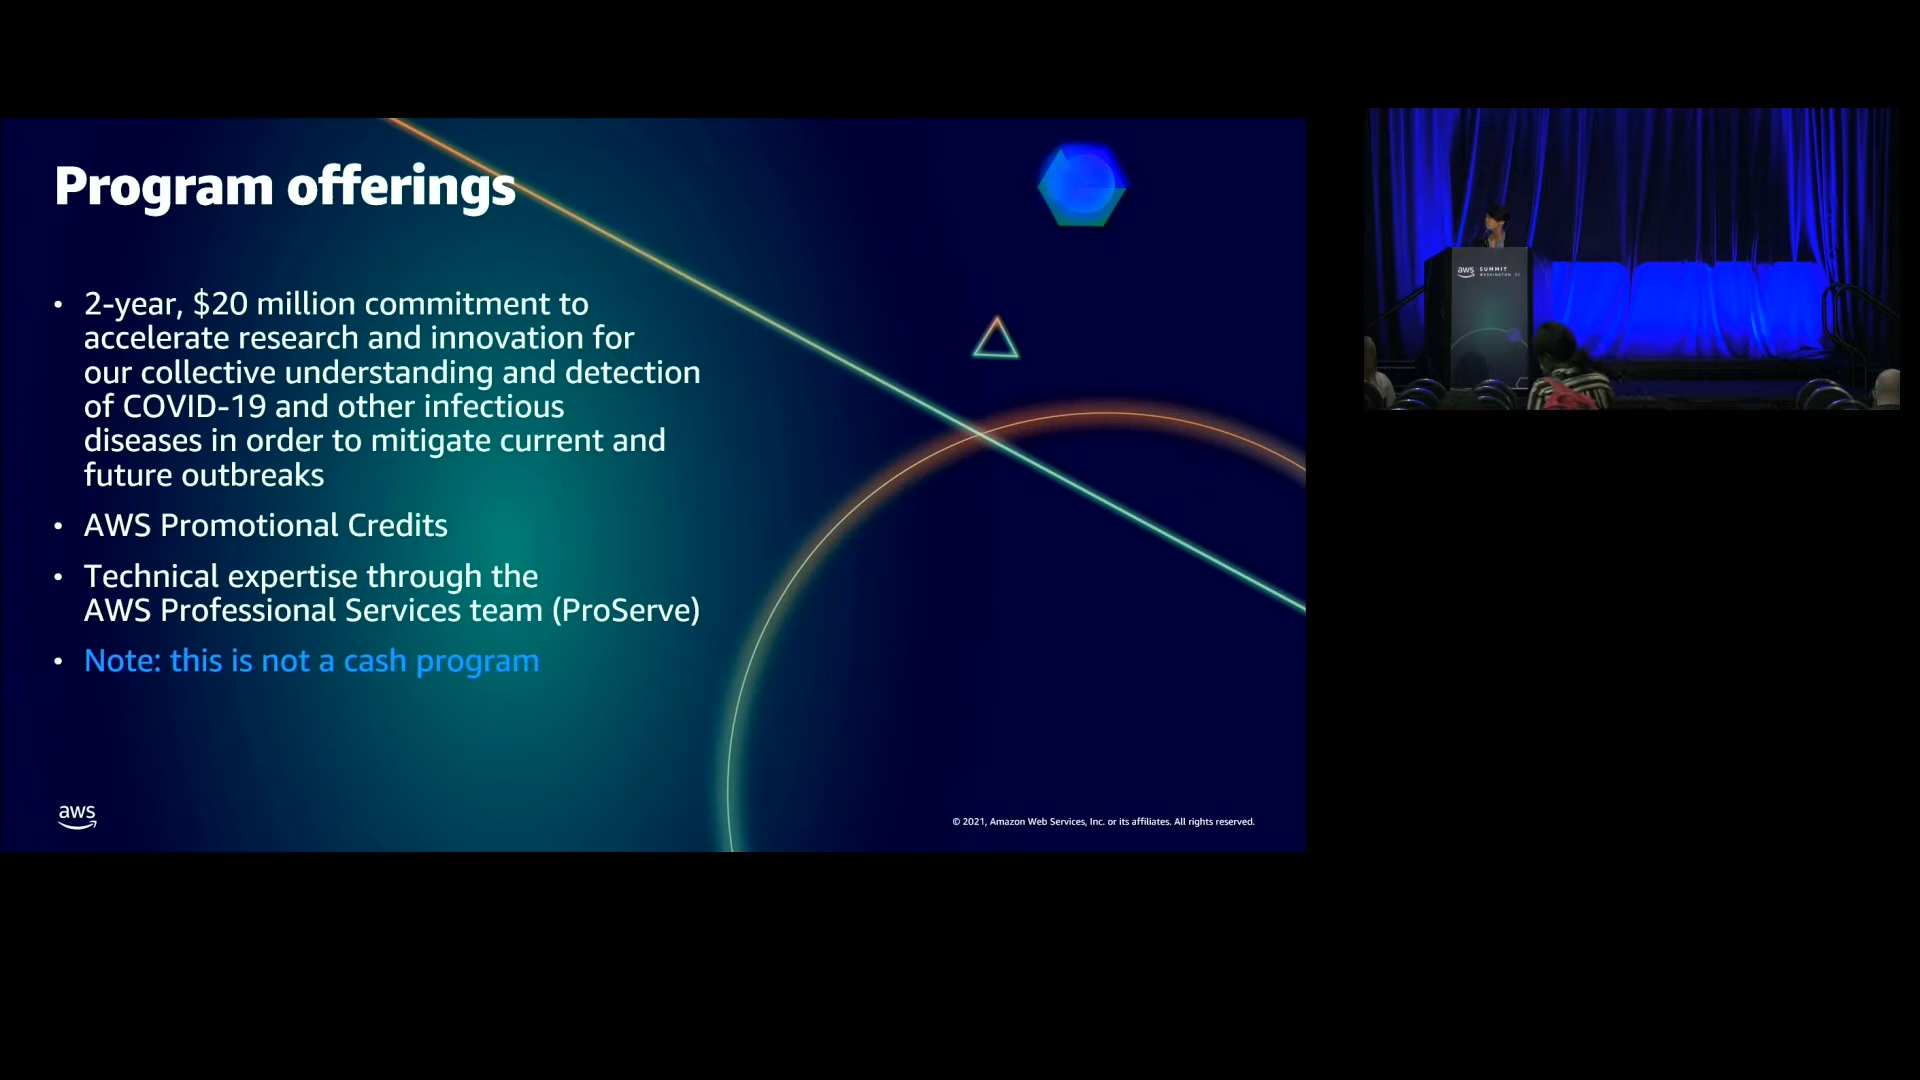 Program offerings
• 2-year, $20 million commitment to
accelerate research and innovation for
our collective understanding and detection
of COVID-19 and other infectious
diseases in order to mitigate current and
future outbreaks
• AWS Promotional Credits
• Technical expertise through the
AWS Professional Services team (ProServe)
• Note: this is not a cash program
aws
© 2021, Amazon Web Services, Inc. or its affiliates. All rights reserved.
aws SUMMIT
WASHINGTON, DC